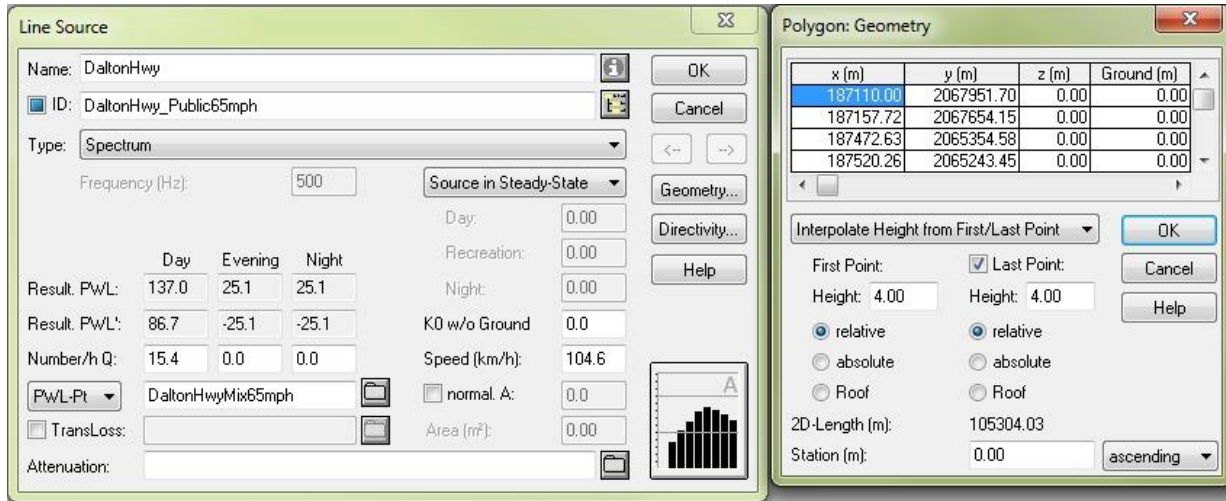 Line Source
Name: DaltonHwy
ID: DaltonHwy_Public65mph
Type: Spectrum
Frequency (Hz): 500 Source in Steady-State
Day: 0.00
Recreation: 0.00
Night: 0.00
Day Evening Night
Result. PWL: 137.0 25.1 25.1
Result. PWL': 86.7 -25.1 -25.1
K0 w/o Ground 0.0
Number/h Q: 15.4 0.0 0.0
Speed (km/h): 104.6
PWL-Pt DaltonHwyMix65mph
normal. A: 0.0
TransLoss:
Area (m²): 0.00
Attenuation:
OK
Cancel
<-- -->
Geometry...
Directivity...
Help
A
Polygon: Geometry
x (m) y (m) z (m) Ground (m)
187110.00 2067951.70 0.00 0.00
187157.72 2067654.15 0.00 0.00
187472.63 2065354.58 0.00 0.00
187520.26 2065243.45 0.00 0.00
Interpolate Height from First/Last Point
First Point: Last Point:
Height: 4.00 Height: 4.00
relative relative
absolute absolute
Roof Roof
2D-Length (m): 105304.03
Station (m): 0.00 ascending
OK
Cancel
Help